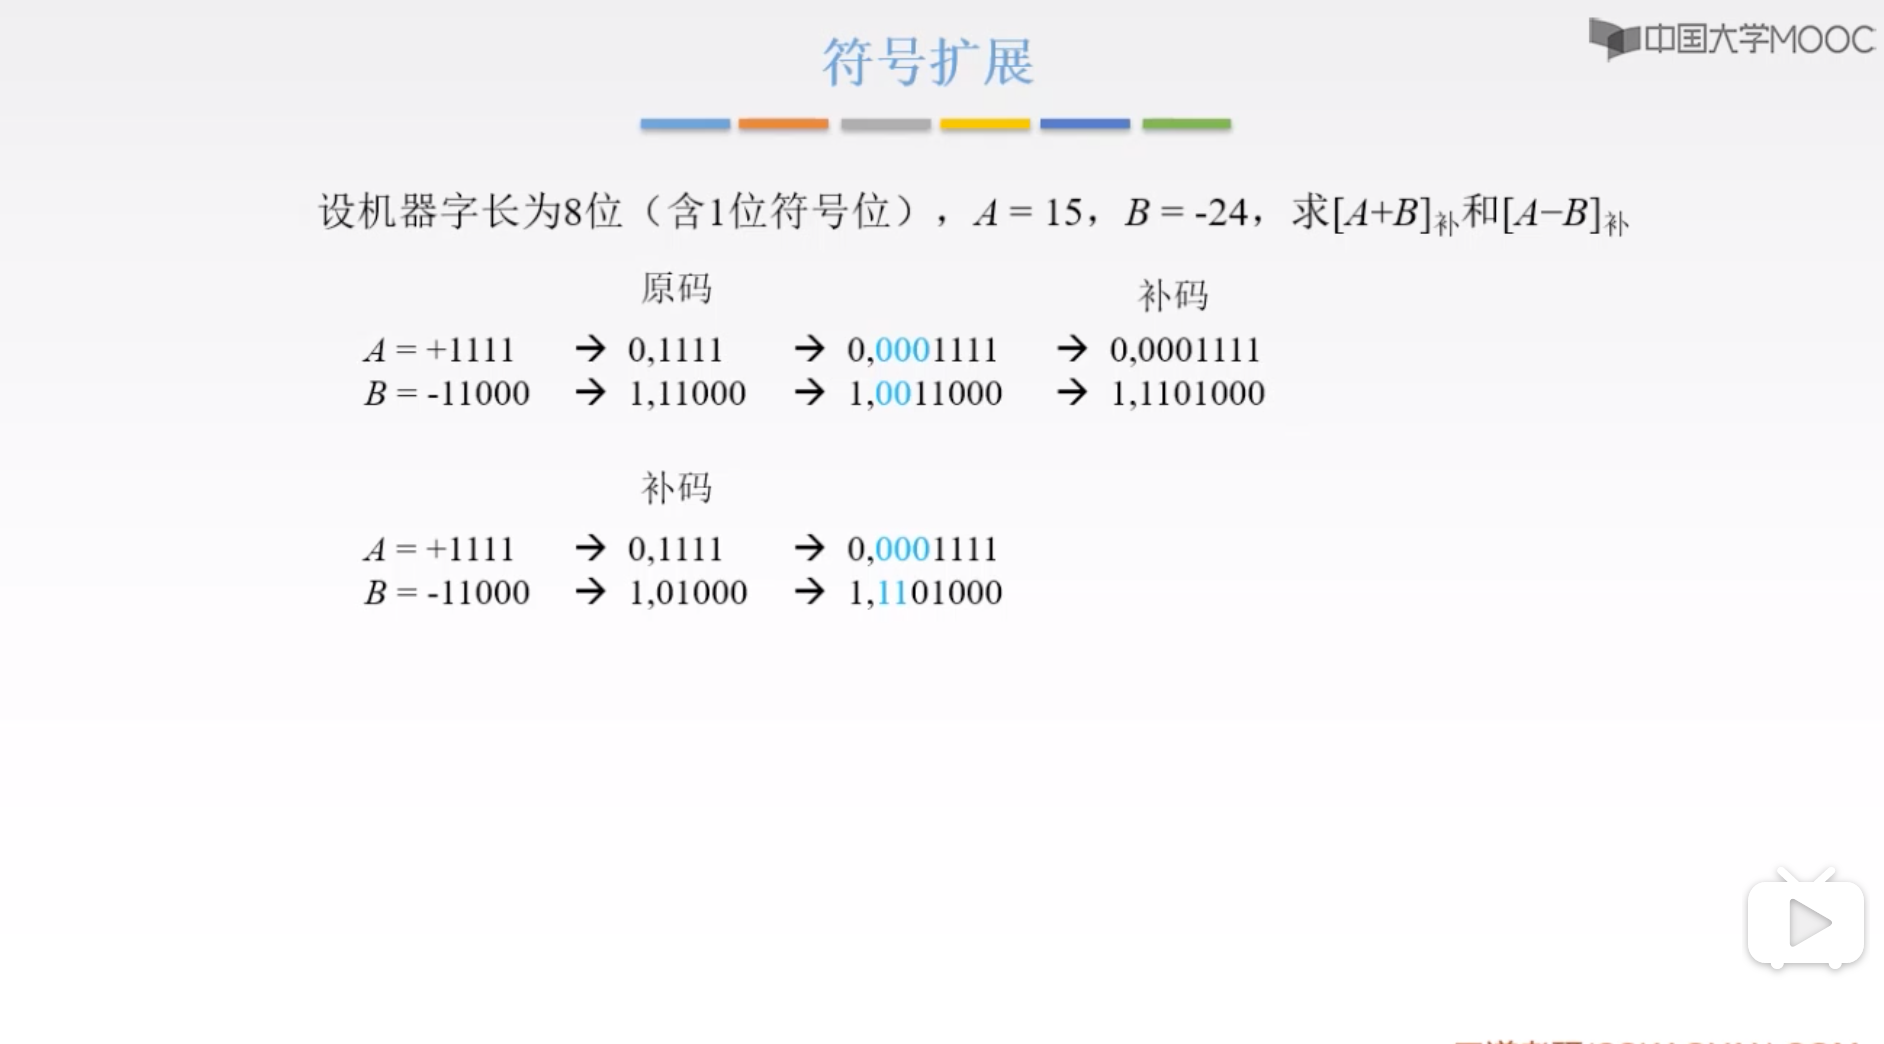 符号扩展
中国大学MOOC
设机器字长为8位（含1位符号位），A = 15，B = -24，求[A+B]补和[A−B]补
原码 补码
A = +1111 → 0,1111 → 0,0001111 → 0,0001111
B = -11000 → 1,11000 → 1,0011000 → 1,1101000
补码
A = +1111 → 0,1111 → 0,0001111
B = -11000 → 1,01000 → 1,1101000